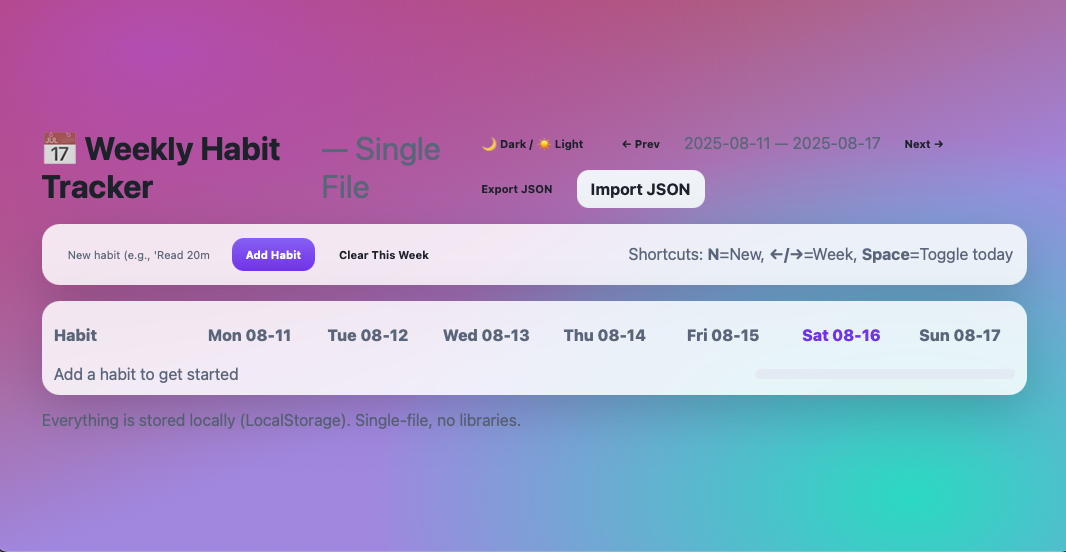 📅 Weekly Habit Tracker — Single File
🌙 Dark / ☀️ Light ← Prev 2025-08-11 — 2025-08-17 Next →
Export JSON Import JSON
New habit (e.g., 'Read 20m Add Habit Clear This Week Shortcuts: N=New, ←/→=Week, Space=Toggle today
Habit Mon 08-11 Tue 08-12 Wed 08-13 Thu 08-14 Fri 08-15 Sat 08-16 Sun 08-17
Add a habit to get started
Everything is stored locally (LocalStorage). Single-file, no libraries.